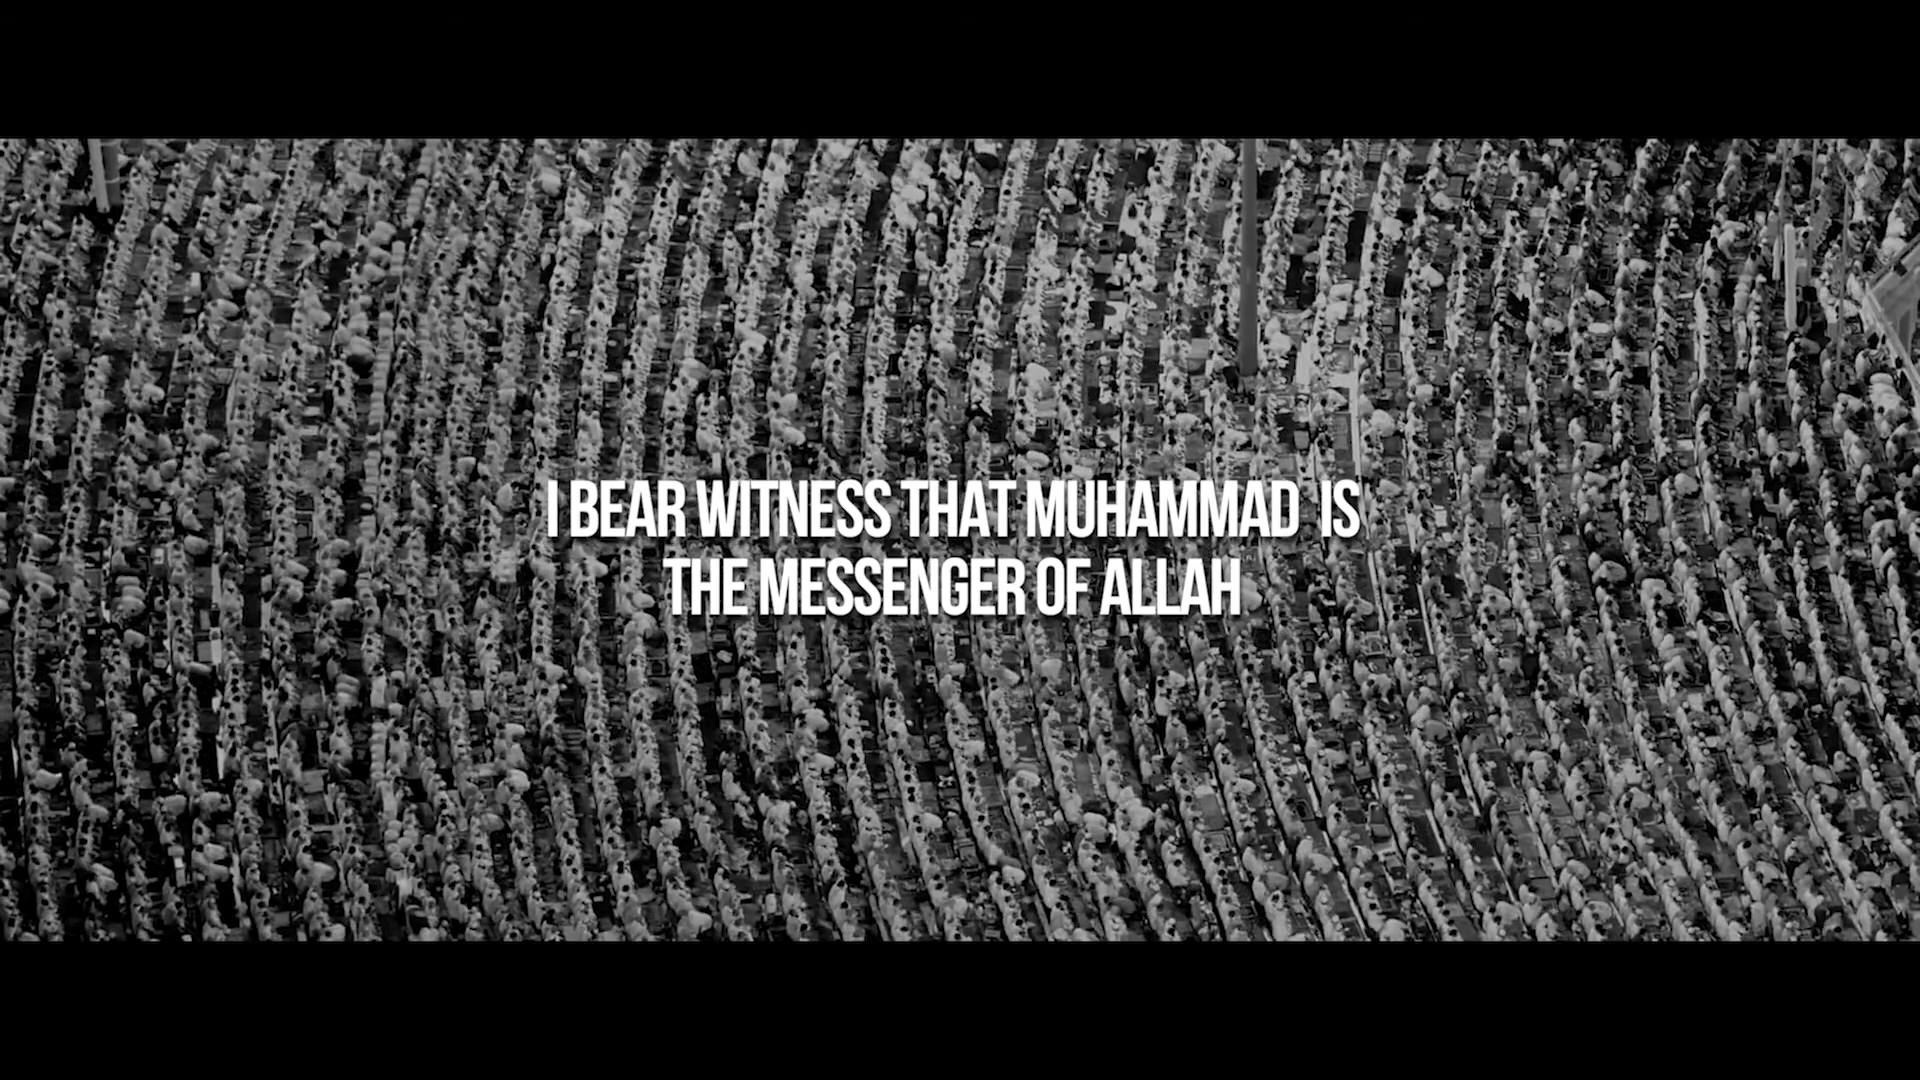 I BEAR WITNESS THAT MUHAMMAD IS
THE MESSENGER OF ALLAH